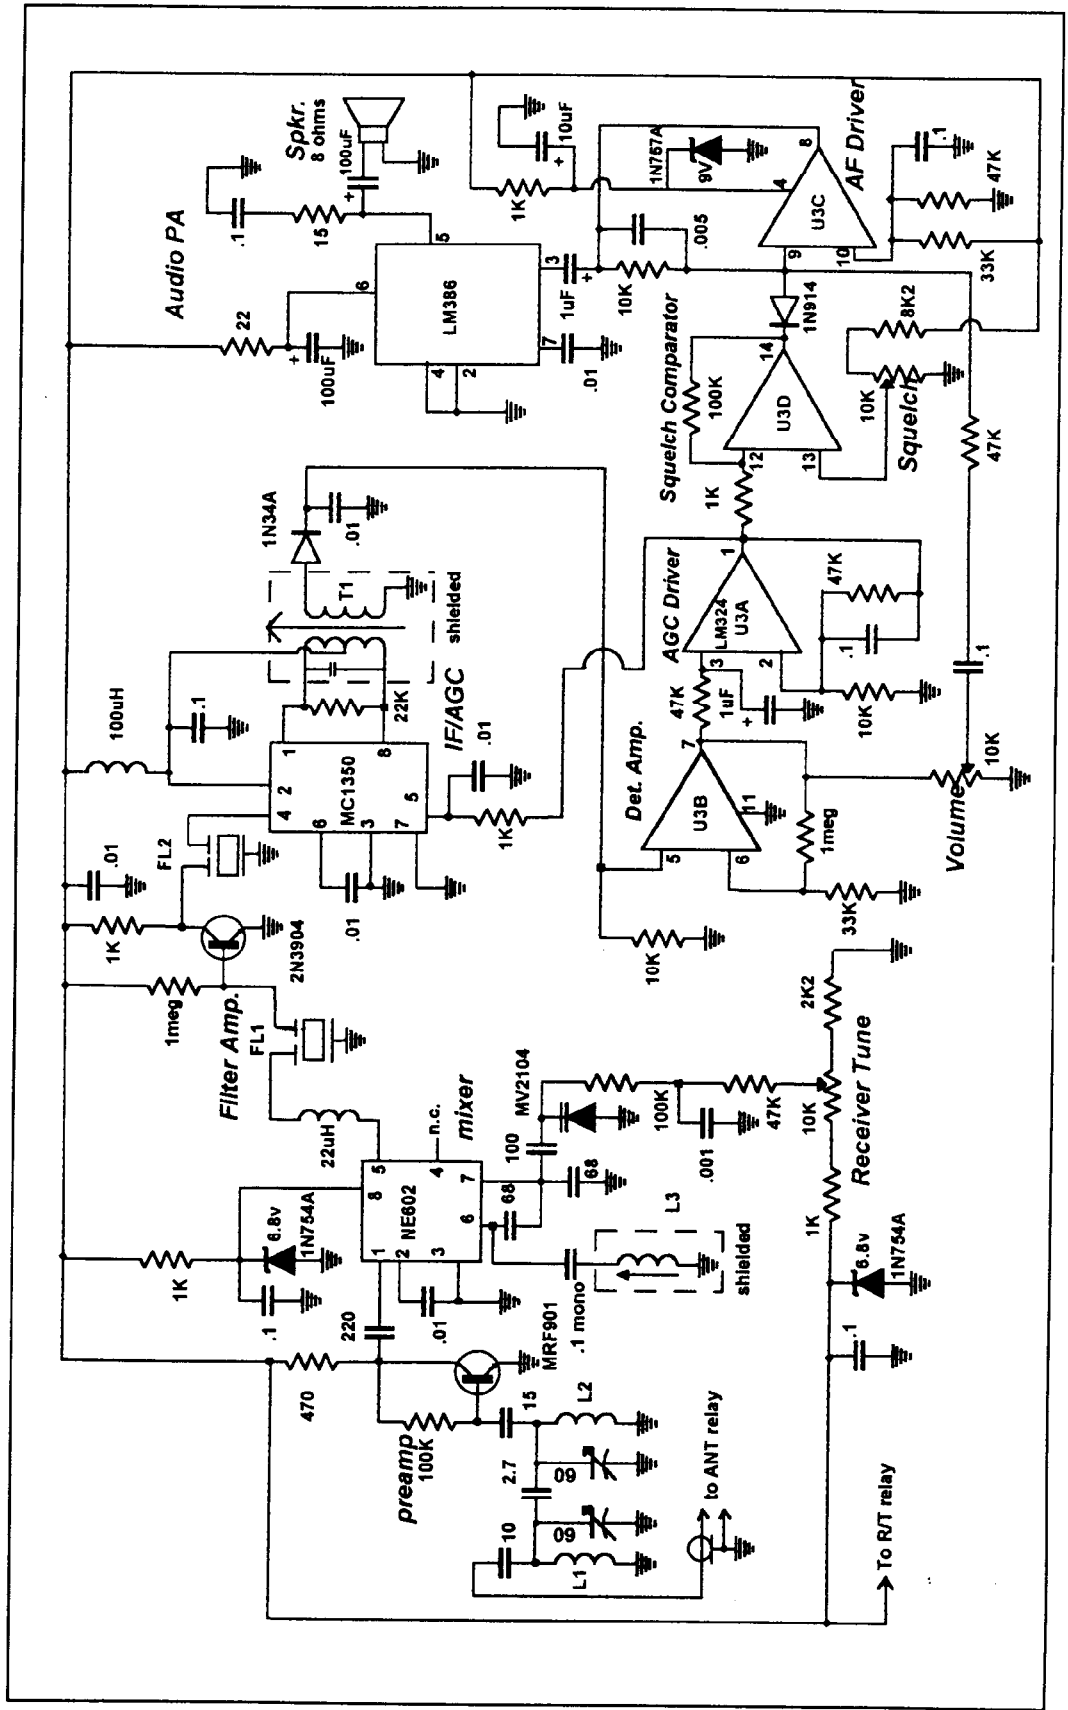 Audio PA
22
6
+
100uF
LM386
4
2
5
3
7
.01
1uF
+
.1
15
+
100uF
Spkr.
8 ohms
1K
10uF
+
1N757A
9V
10K
.005
4
8
9
10
U3C
AF Driver
.1
47K
33K
1N914
8K2
10K
Squelch
Squelch Comparator
100K
14
12
13
U3D
1K
47K
1N34A
.01
T1
shielded
100uH
.1
22K
IF/AGC
MC1350
1
8
2
4
6
3
7
5
.01
.01
1K
AGC Driver
LM324
U3A
1
3
2
47K
1uF
+
.1
47K
10K
.1
Det. Amp.
7
U3B
11
5
6
1meg
33K
10K
10K
Volume
FL2
.01
1K
2N3904
1meg
Filter Amp.
FL1
22uH
n.c.
mixer
NE602
5
4
8
7
6
1
2
3
1K
6.8v
1N754A
.1
220
.01
MRF901
68
68
100
MV2104
100K
.001
47K
.1 mono
L3
shielded
2K2
10K
Receiver Tune
1K
6.8v
1N754A
.1
470
preamp
100K
15
L2
2.7
60
60
10
L1
to ANT relay
To R/T relay